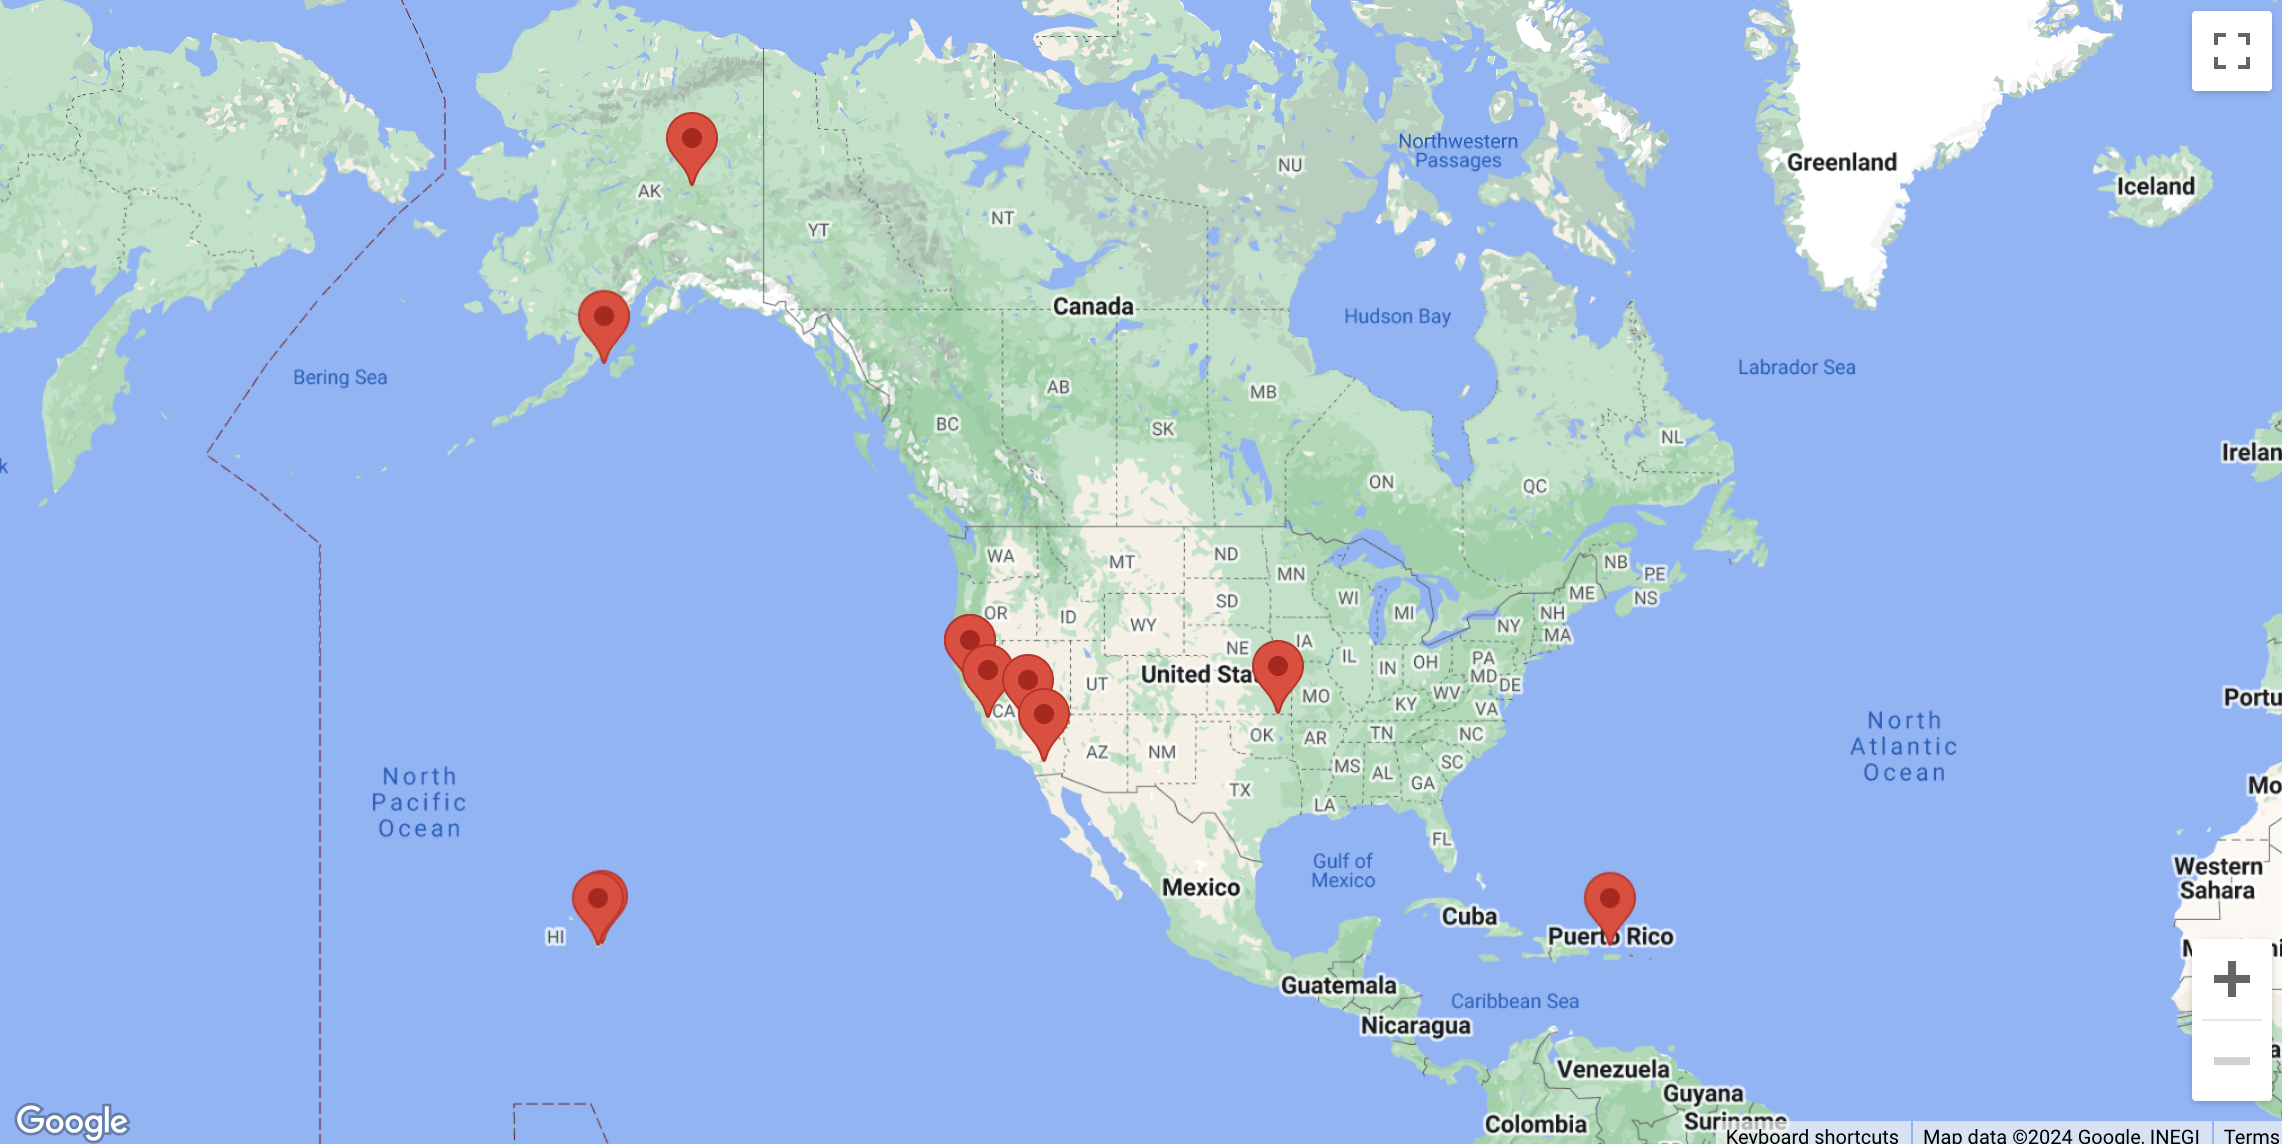 NU
Northwestern
Passages
Greenland
Iceland
AK
NT
YT
Canada
Hudson Bay
Labrador Sea
Bering Sea
AB
MB
BC
SK
NL
Irelan
k
ON
QC
WA
MT
ND
MN
NB
PE
ME
NS
WI
SD
MI
OR
ID
WY
NH
NY
MA
IA
NE
IL
IN
OH
PA
MD
DE
United Stat
UT
MO
KY
WV
VA
Portu
CA
OK
AR
TN
NC
AZ
NM
North
Atlantic
Ocean
MS
AL
SC
GA
TX
LA
Mo
North
Pacific
Ocean
FL
Gulf of
Mexico
Western
Sahara
Mexico
Cuba
HI
Puerto Rico
Guatemala
Caribbean Sea
Nicaragua
Venezuela
Guyana
Colombia
Suriname
Google
Keyboard shortcuts
Map data ©2024 Google, INEGI
Terms